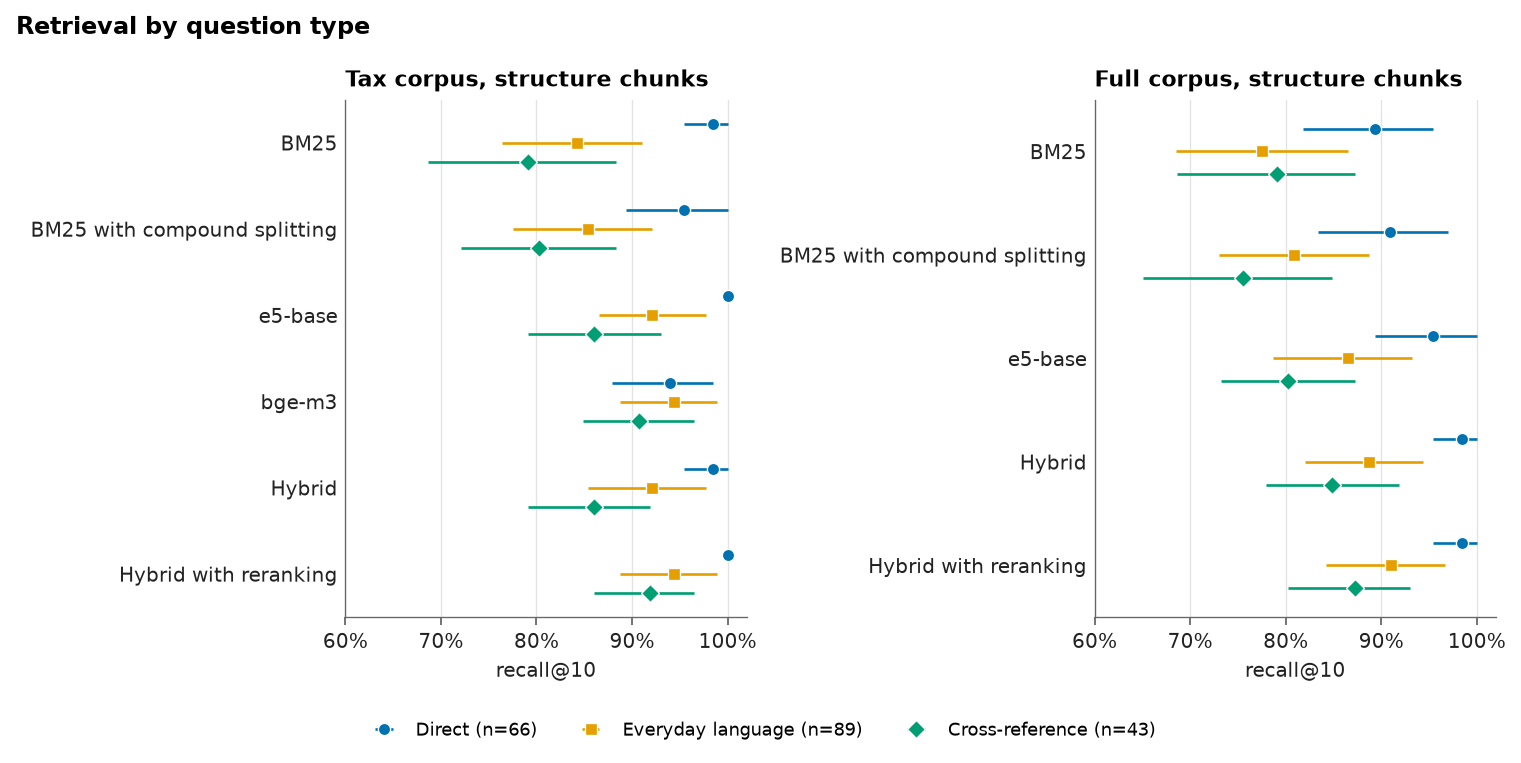 Retrieval by question type
Tax corpus, structure chunks
BM25
BM25 with compound splitting
e5-base
bge-m3
Hybrid
Hybrid with reranking
60% 70% 80% 90% 100%
recall@10
Full corpus, structure chunks
BM25
BM25 with compound splitting
e5-base
Hybrid
Hybrid with reranking
60% 70% 80% 90% 100%
recall@10
Direct (n=66) Everyday language (n=89) Cross-reference (n=43)